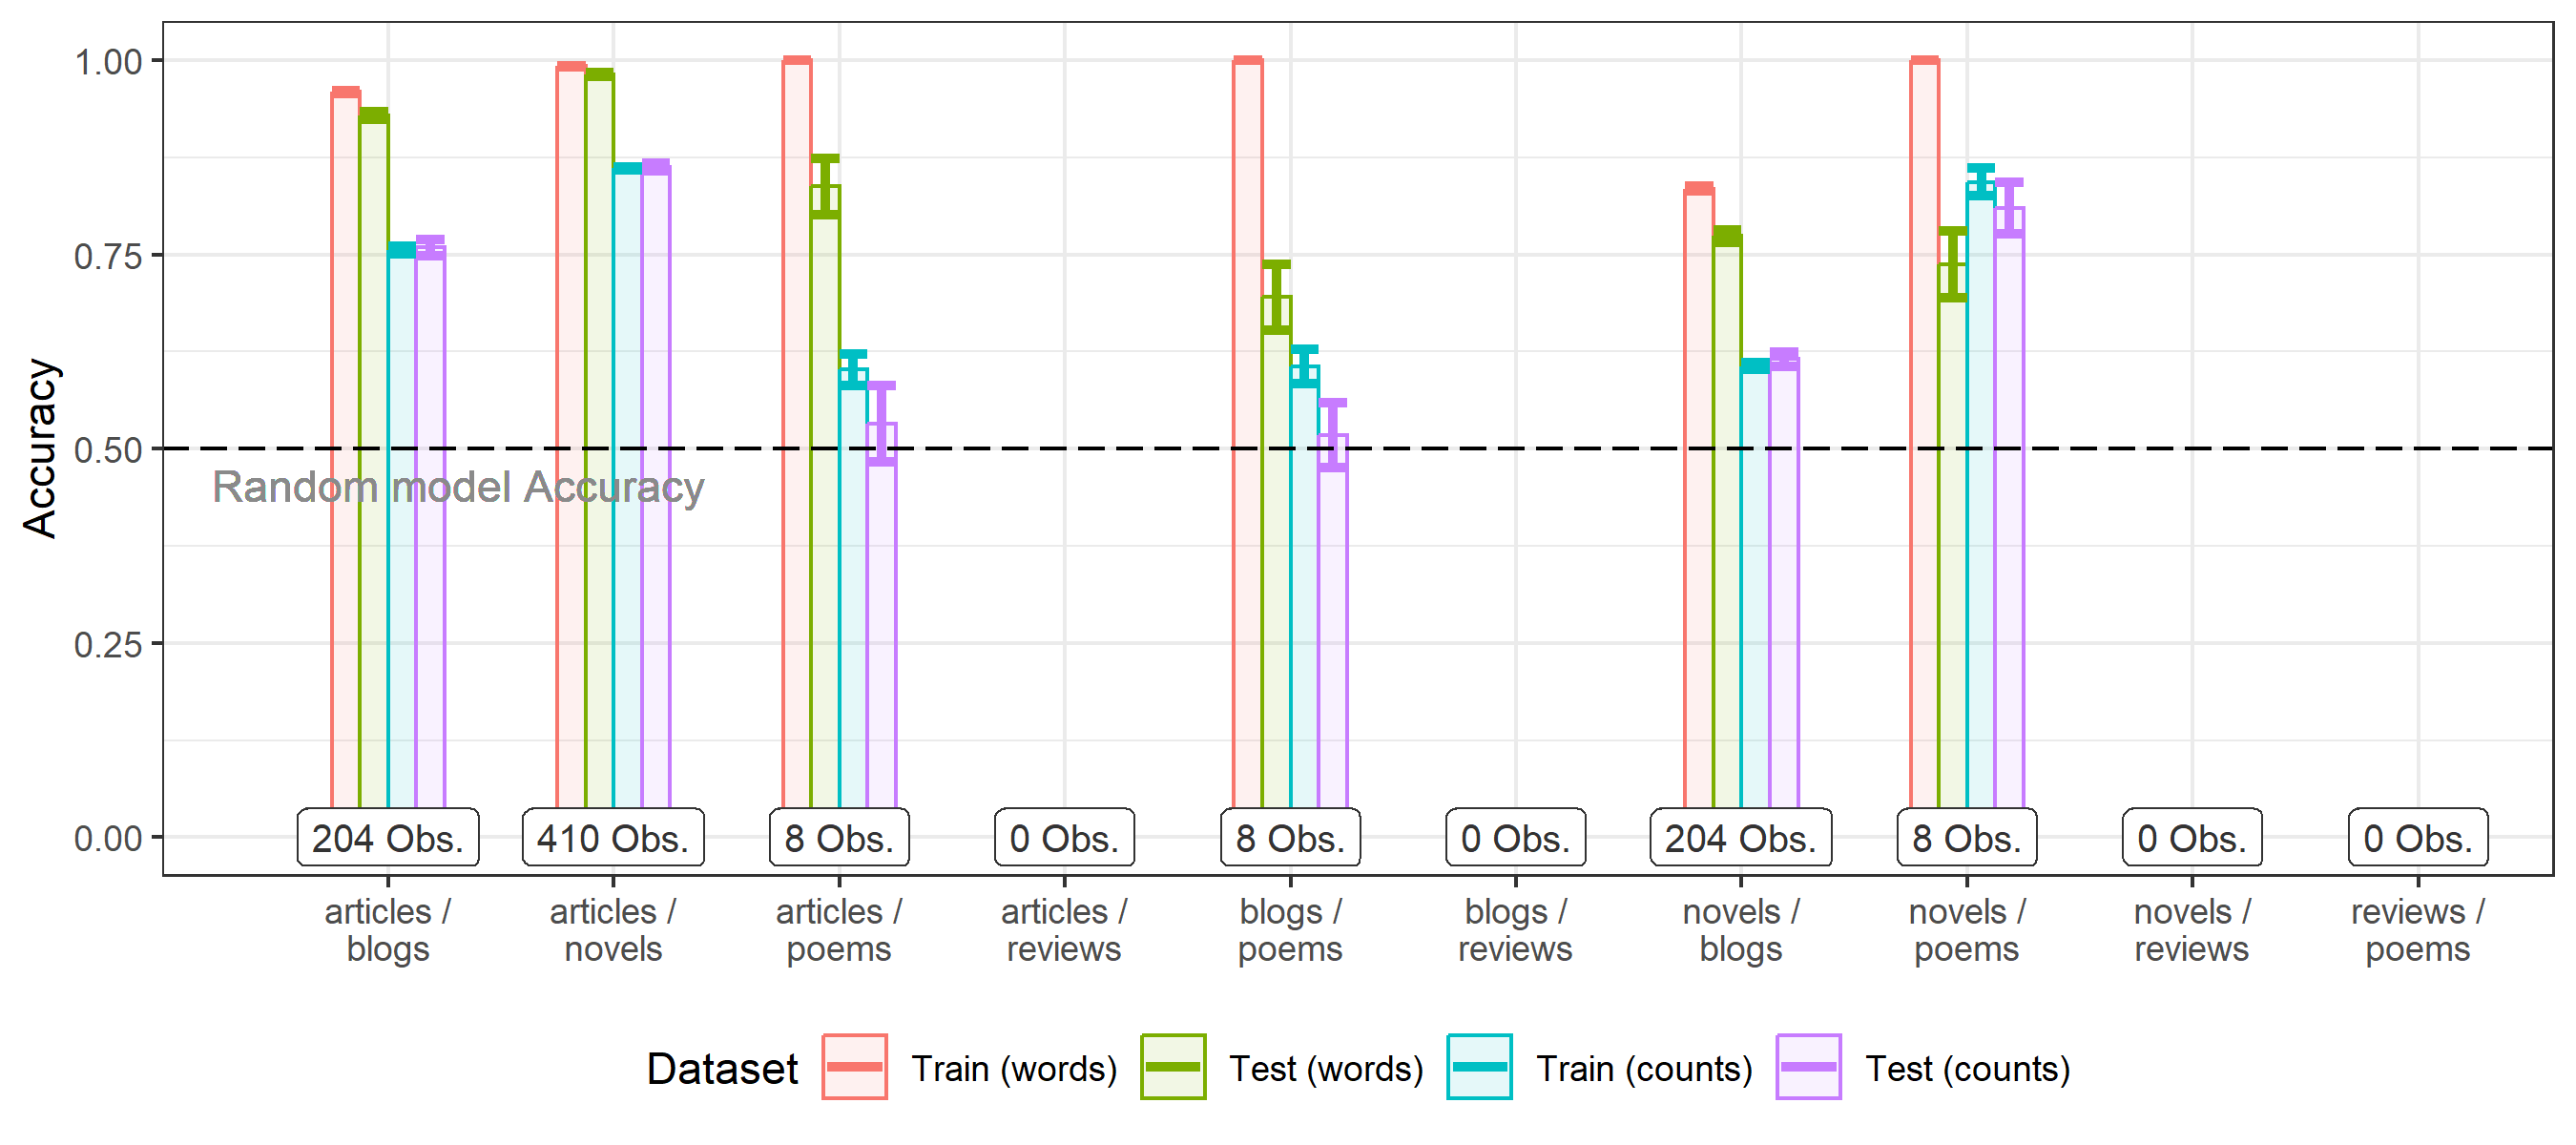 Accuracy
1.00
0.75
0.50
0.25
0.00
Random model Accuracy
204 Obs.
410 Obs.
8 Obs.
0 Obs.
8 Obs.
0 Obs.
204 Obs.
8 Obs.
0 Obs.
0 Obs.
articles /
blogs
articles /
novels
articles /
poems
articles /
reviews
blogs /
poems
blogs /
reviews
novels /
blogs
novels /
poems
novels /
reviews
reviews /
poems
Dataset
Train (words)
Test (words)
Train (counts)
Test (counts)